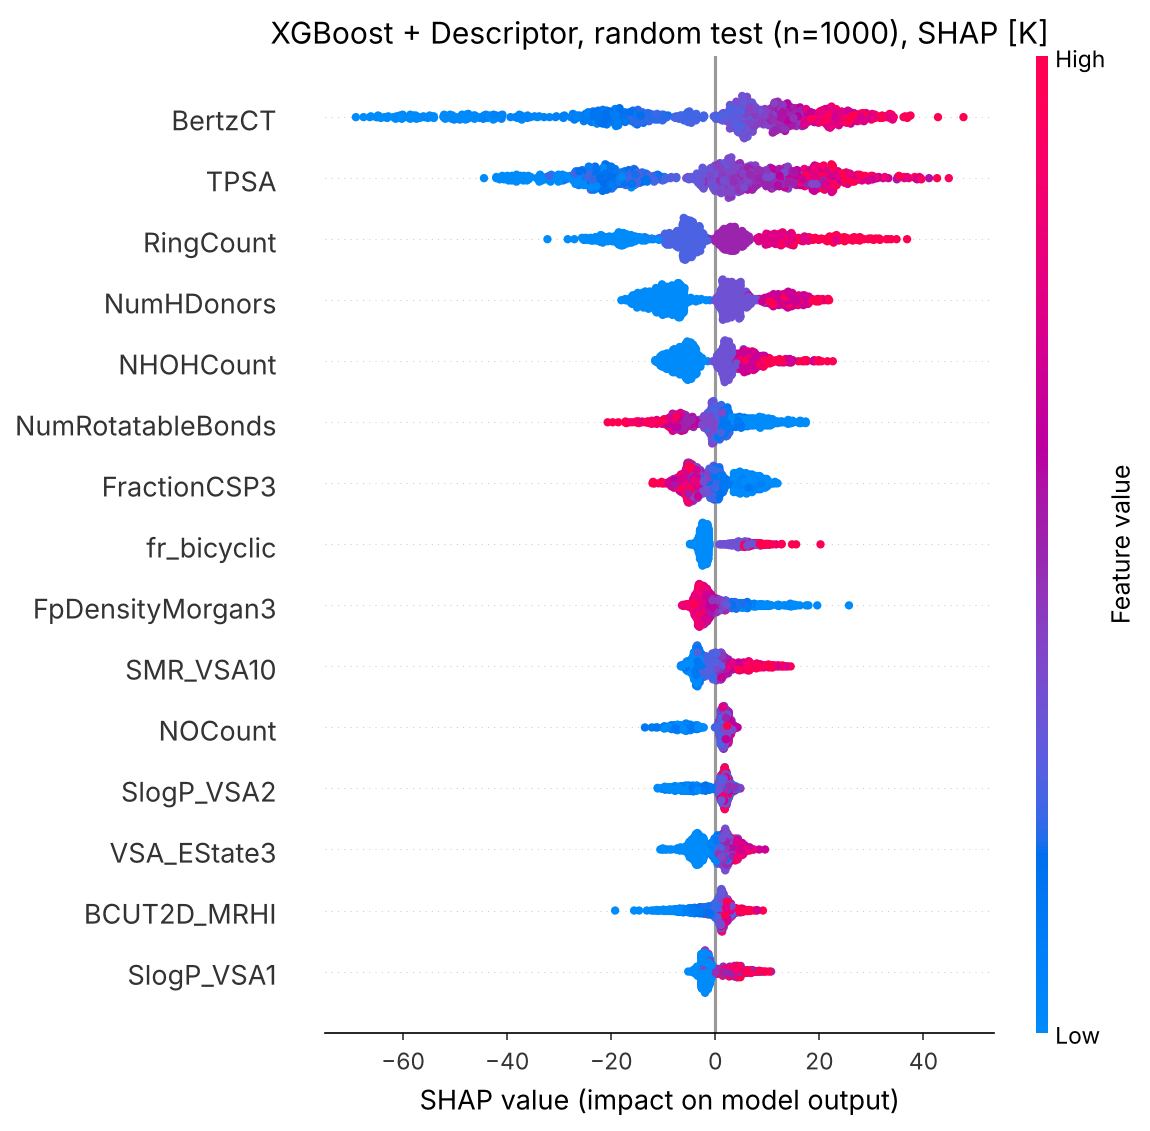 XGBoost + Descriptor, random test (n=1000), SHAP [K]
High
BertzCT
TPSA
RingCount
NumHDonors
NHOHCount
NumRotatableBonds
FractionCSP3
fr_bicyclic
FpDensityMorgan3
SMR_VSA10
NOCount
SlogP_VSA2
VSA_EState3
BCUT2D_MRHI
SlogP_VSA1
Feature value
Low
−60 −40 −20 0 20 40
SHAP value (impact on model output)